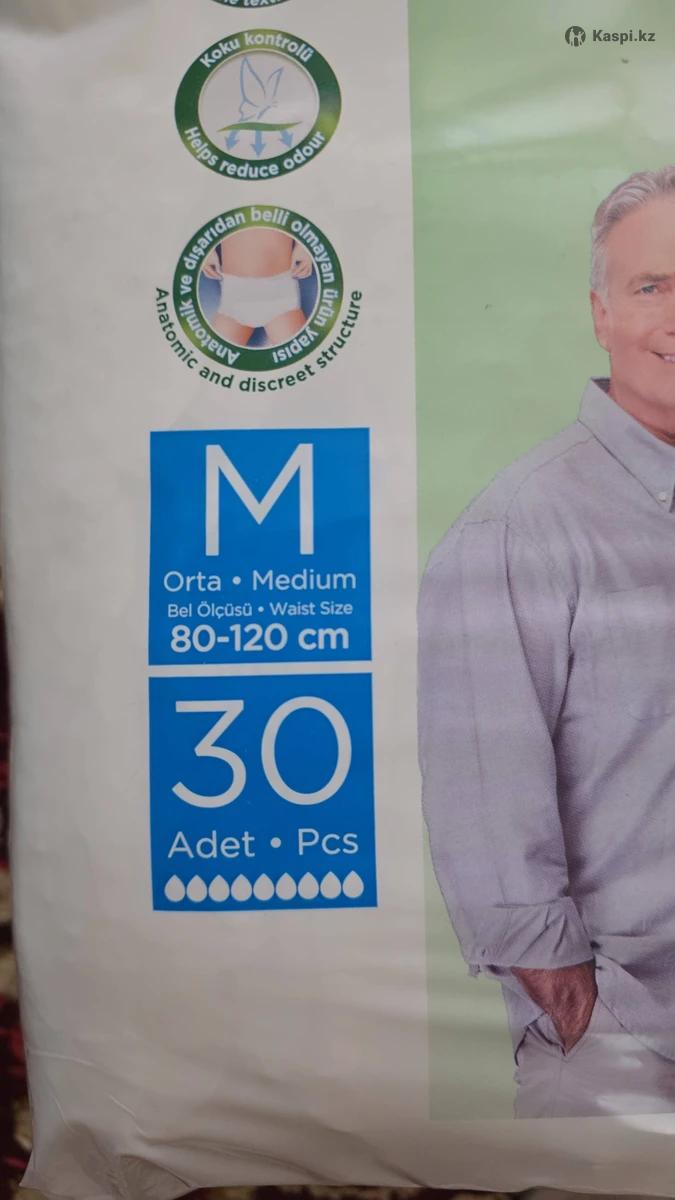 Kaspi.kz
Koku kontrolü
Helps reduce odour
Anatomik ve dışarıdan belli olmayan ürün yapısı
Anatomic and discreet structure
M
Orta • Medium
Bel Ölçüsü • Waist Size
80-120 cm
30
Adet • Pcs